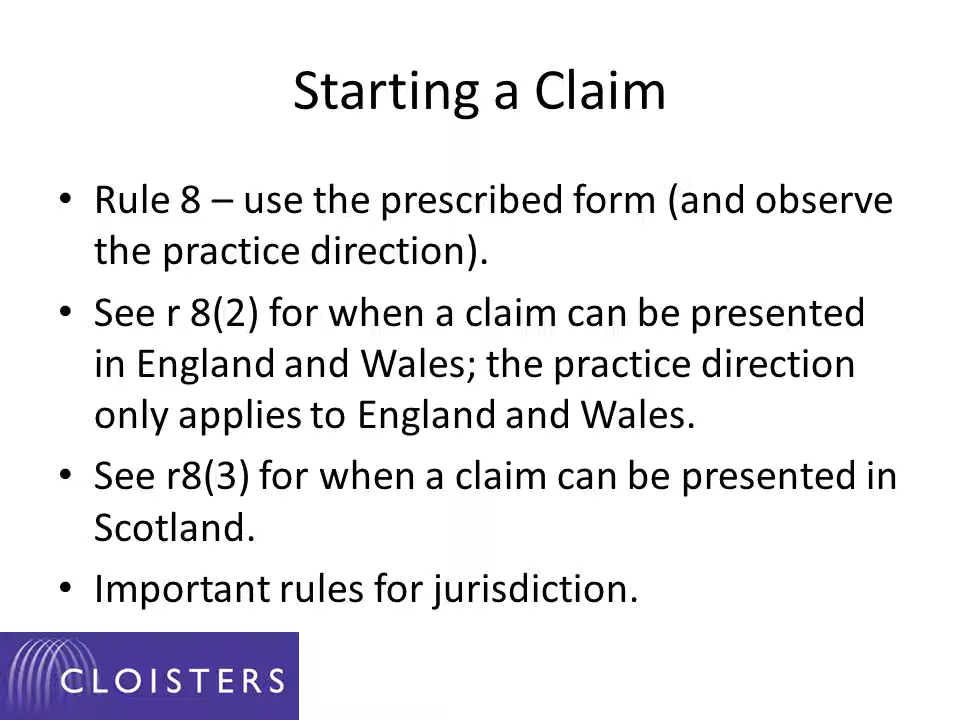 Starting a Claim
• Rule 8 – use the prescribed form (and observe
the practice direction).
• See r 8(2) for when a claim can be presented
in England and Wales; the practice direction
only applies to England and Wales.
• See r8(3) for when a claim can be presented in
Scotland.
• Important rules for jurisdiction.
CLOISTERS